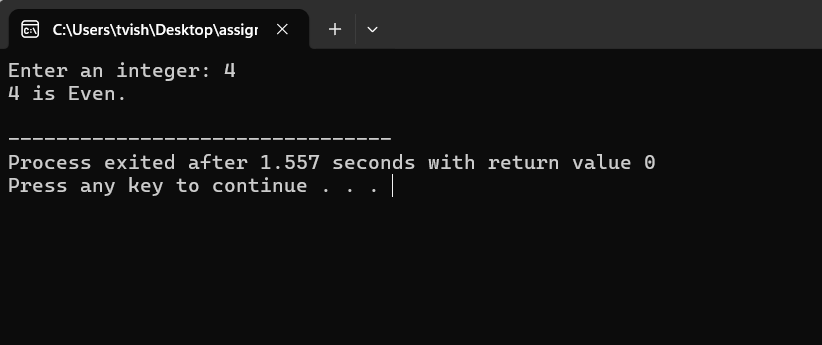 C:\Users\tvish\Desktop\assigr
Enter an integer: 4
4 is Even.
--------------------------------
Process exited after 1.557 seconds with return value 0
Press any key to continue . . .